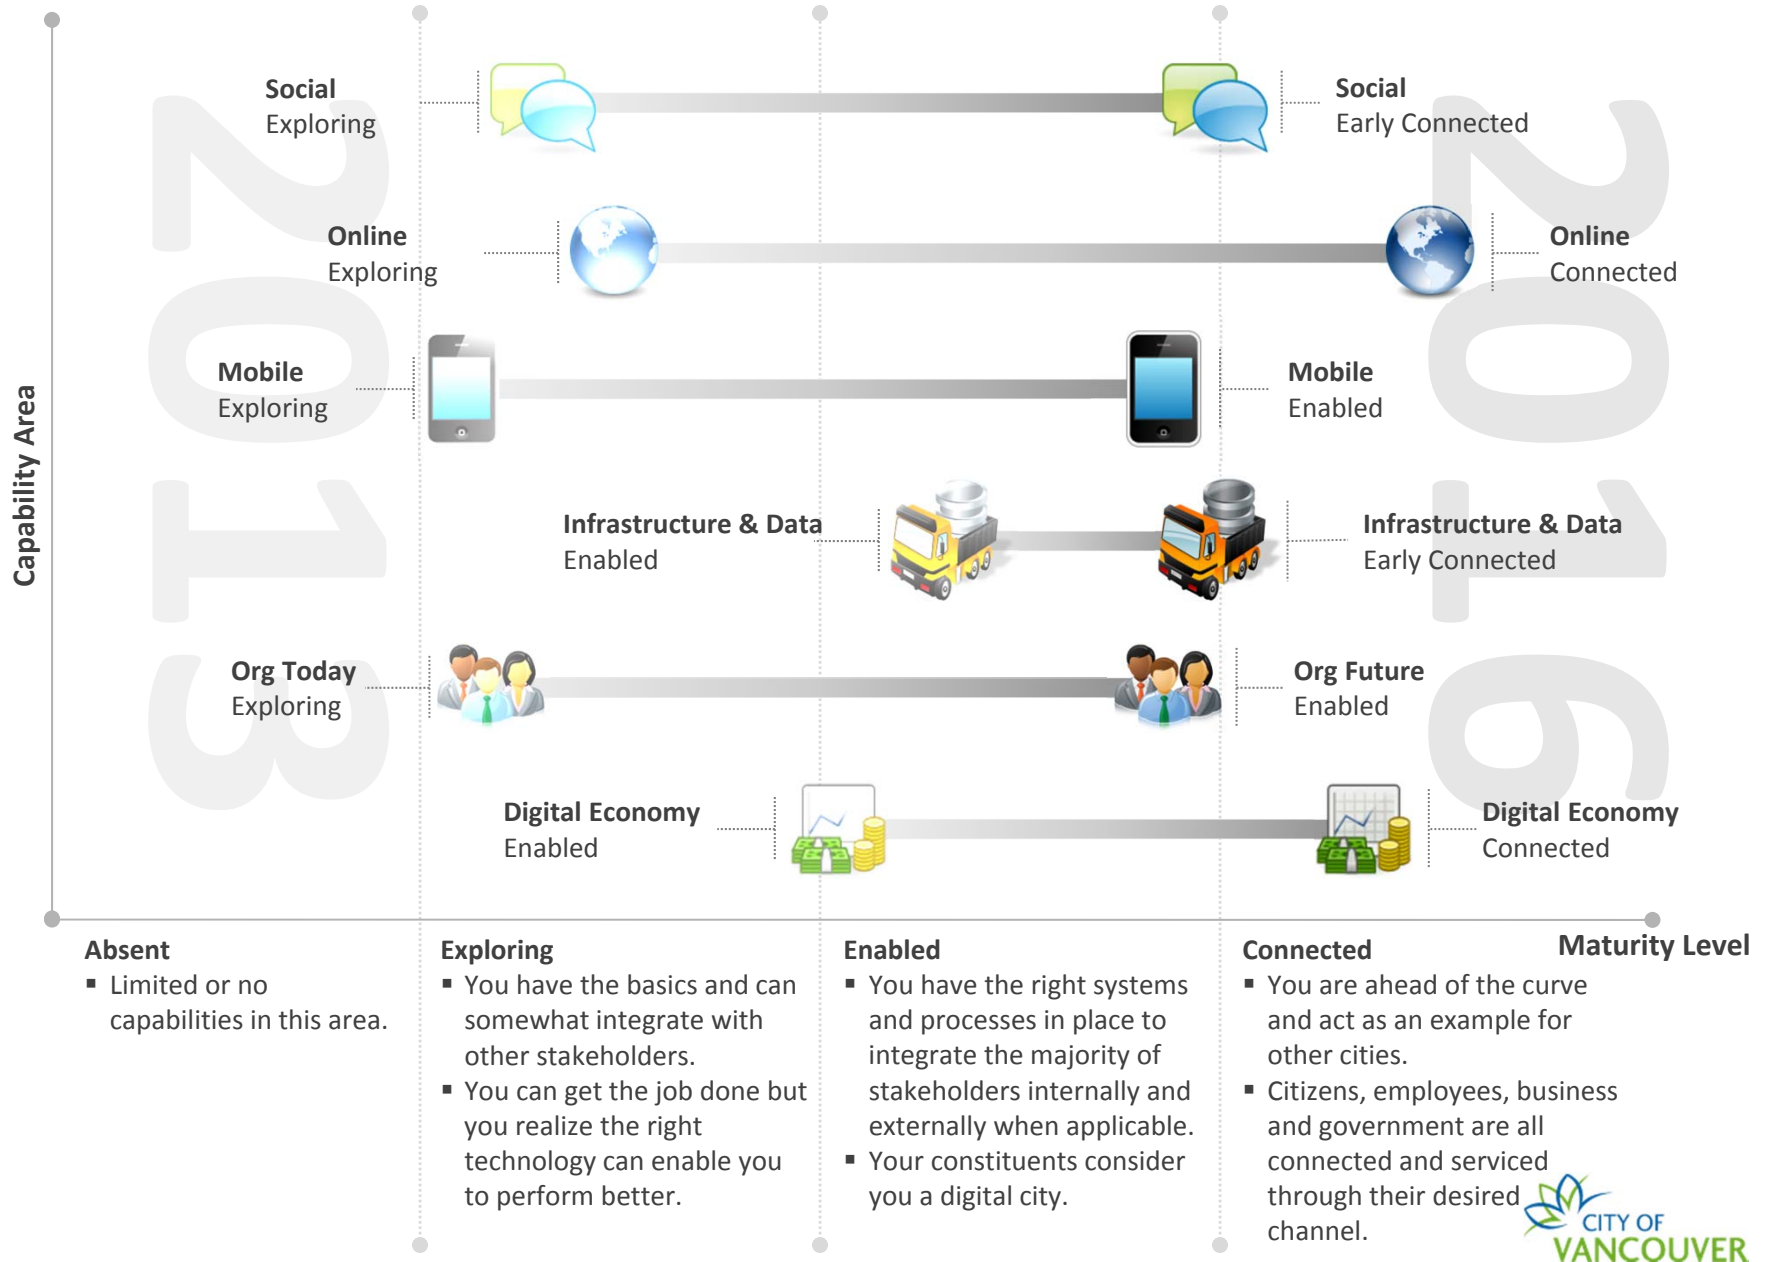 Capability Area
2013
2016
Social
Exploring
Social
Early Connected
Online
Exploring
Online
Connected
Mobile
Exploring
Mobile
Enabled
Infrastructure & Data
Enabled
Infrastructure & Data
Early Connected
Org Today
Exploring
Org Future
Enabled
Digital Economy
Enabled
Digital Economy
Connected
Maturity Level
Absent
▪ Limited or no
capabilities in this area.
Exploring
▪ You have the basics and can
somewhat integrate with
other stakeholders.
▪ You can get the job done but
you realize the right
technology can enable you
to perform better.
Enabled
▪ You have the right systems
and processes in place to
integrate the majority of
stakeholders internally and
externally when applicable.
▪ Your constituents consider
you a digital city.
Connected
▪ You are ahead of the curve
and act as an example for
other cities.
▪ Citizens, employees, business
and government are all
connected and serviced
through their desired
channel.
CITY OF
VANCOUVER